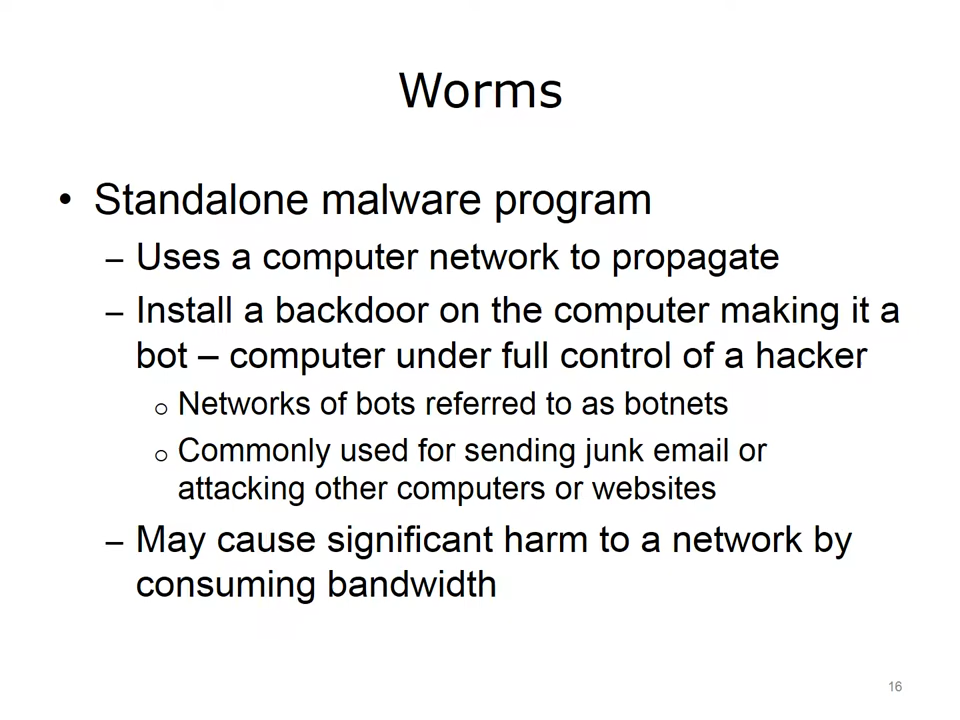 Worms
• Standalone malware program
– Uses a computer network to propagate
– Install a backdoor on the computer making it a
bot – computer under full control of a hacker
o Networks of bots referred to as botnets
o Commonly used for sending junk email or
attacking other computers or websites
– May cause significant harm to a network by
consuming bandwidth
16